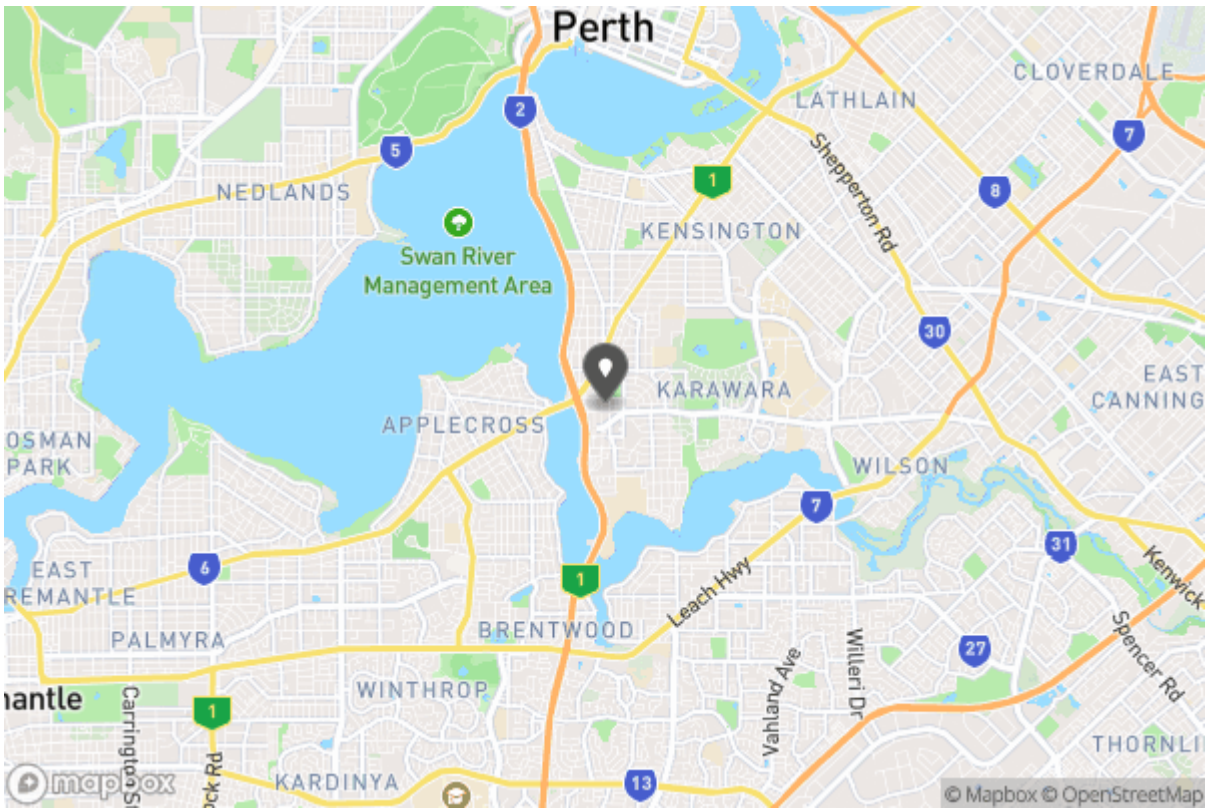 Perth
CLOVERDALE
LATHLAIN
2
7
5
Shepperton Rd
1
8
NEDLANDS
KENSINGTON
Swan River
Management Area
30
KARAWARA
EAST
CANNING
APPLECROSS
OSMAN
PARK
WILSON
7
31
6
EAST
REMANTLE
1
Leach Hwy
Kenwick
BRENTWOOD
PALMYRA
Spencer Rd
27
Willeri Dr
Vahland Ave
WINTHROP
mantle
Carrington St
1
ock Rd
THORNLI
KARDINYA
13
mapbox
© Mapbox © OpenStreetMap